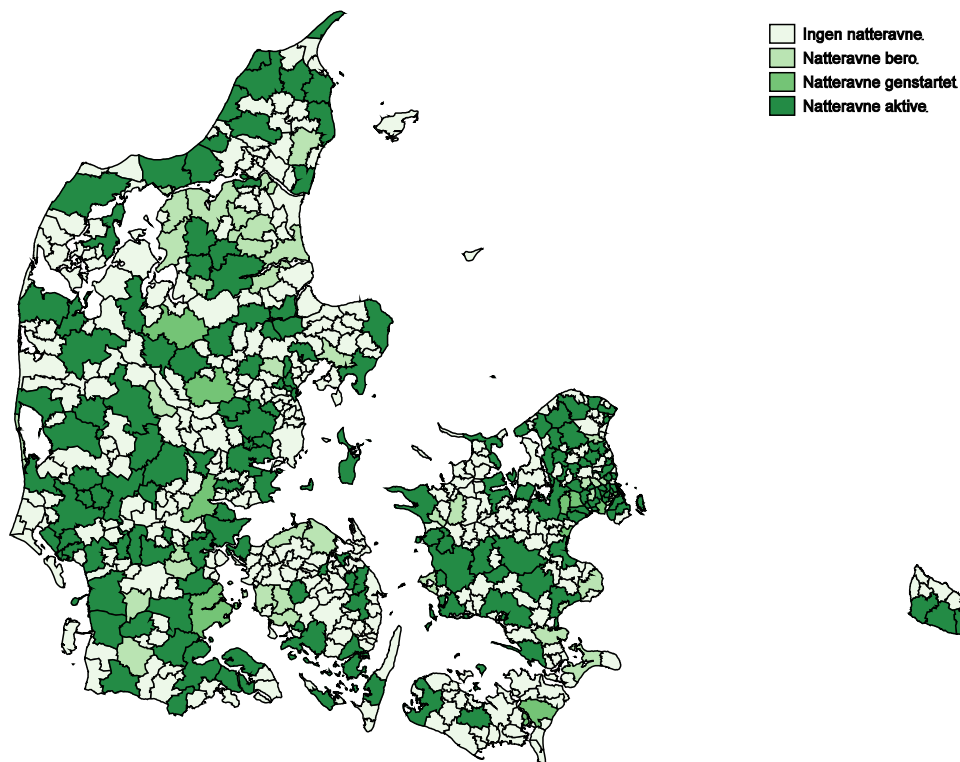 Ingen natteravne.
Natteravne bero.
Natteravne genstartet
Natteravne aktive.